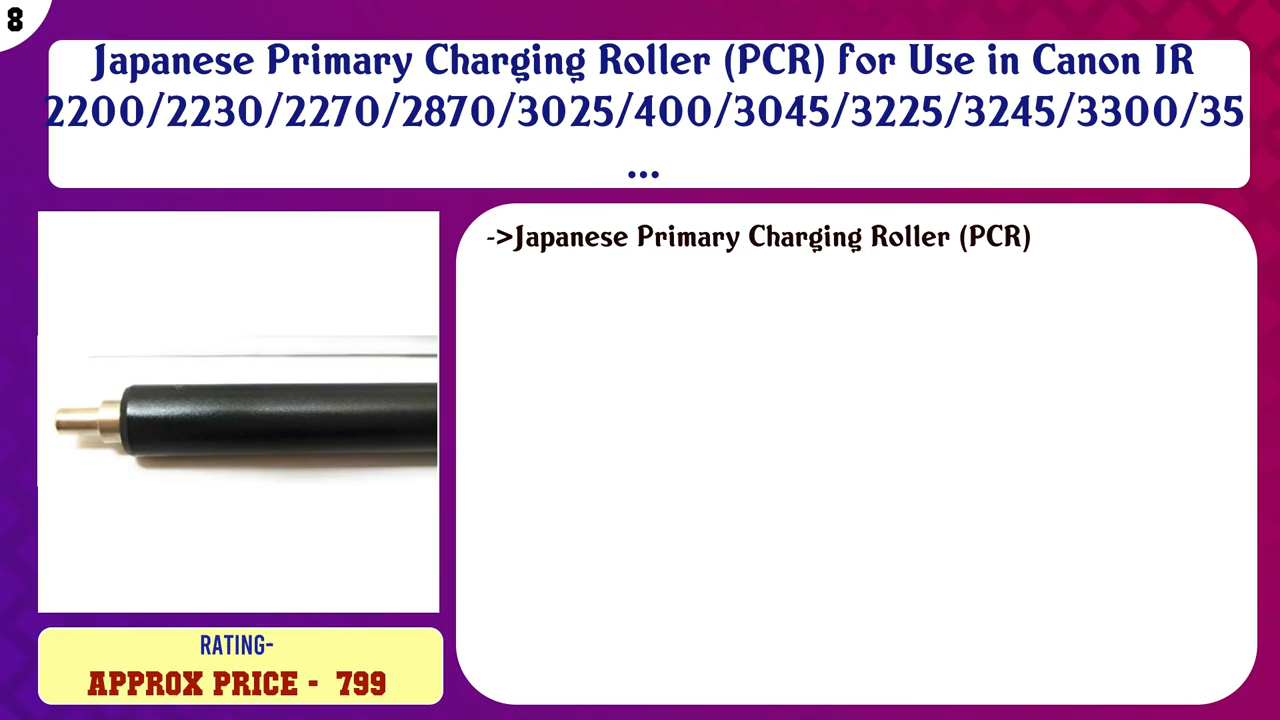 8
Japanese Primary Charging Roller (PCR) for Use in Canon IR
2200/2230/2270/2870/3025/400/3045/3225/3245/3300/35
...
->Japanese Primary Charging Roller (PCR)
RATING-
APPROX PRICE - 799